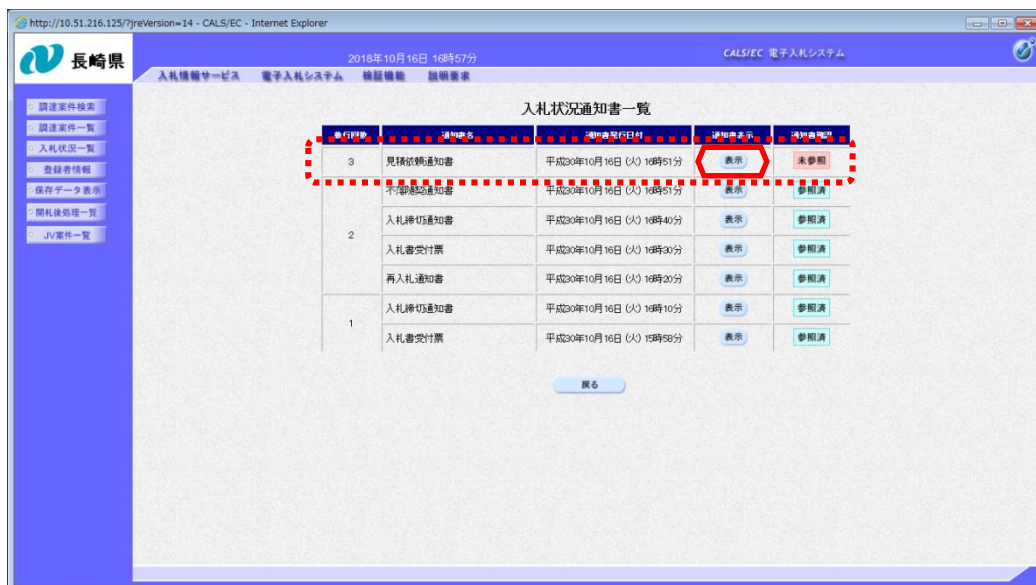 http://10.51.216.125/?jreVersion=14 - CALS/EC - Internet Explorer
長崎県
2018年10月16日 16時57分
CALS/EC 電子入札システム
入札情報サービス 電子入札システム 検証機能 説明要求
調達案件検索
調達案件一覧
入札状況一覧
登録者情報
保存データ表示
開札後処理一覧
JV案件一覧
入札状況通知書一覧
執行回数 通知書名 通知書発行日付 通知書表示 通知書確認
3 見積依頼通知書 平成30年10月16日 (火) 16時51分 表示 未参照
不落随契通知書 平成30年10月16日 (火) 16時51分 表示 参照済
2 入札締切通知書 平成30年10月16日 (火) 16時40分 表示 参照済
入札書受付票 平成30年10月16日 (火) 16時30分 表示 参照済
再入札通知書 平成30年10月16日 (火) 16時20分 表示 参照済
1 入札締切通知書 平成30年10月16日 (火) 16時10分 表示 参照済
入札書受付票 平成30年10月16日 (火) 15時58分 表示 参照済
戻る